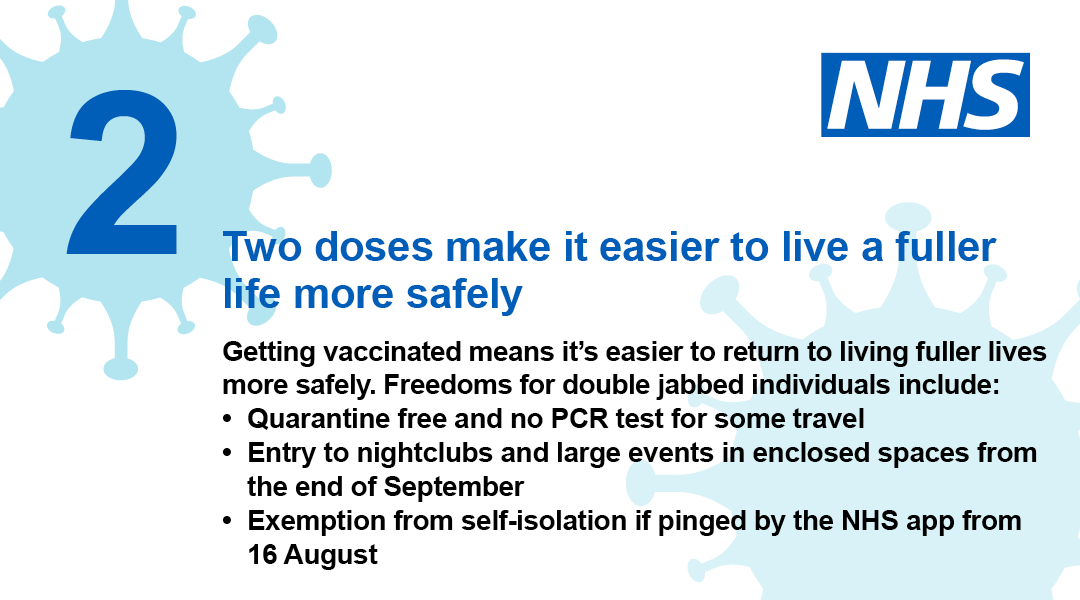 2
NHS
Two doses make it easier to live a fuller
life more safely
Getting vaccinated means it’s easier to return to living fuller lives
more safely. Freedoms for double jabbed individuals include:
• Quarantine free and no PCR test for some travel
• Entry to nightclubs and large events in enclosed spaces from
the end of September
• Exemption from self-isolation if pinged by the NHS app from
16 August